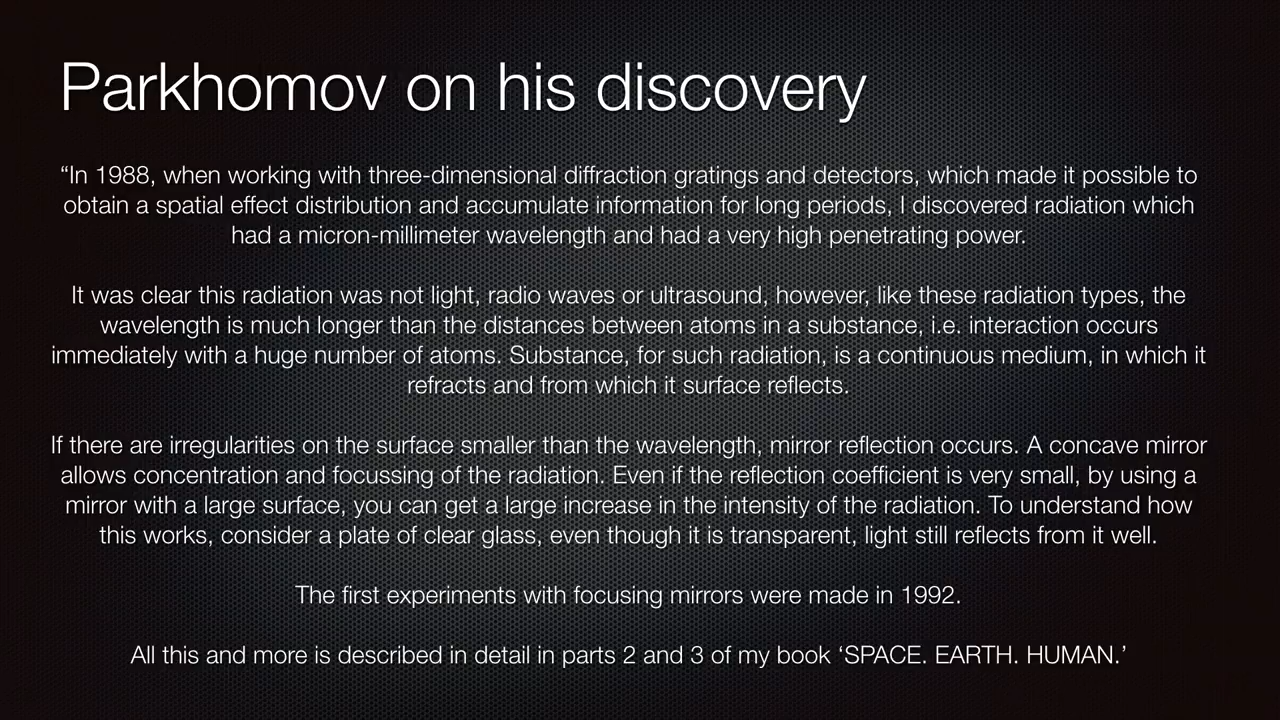 Parkhomov on his discovery
“In 1988, when working with three-dimensional diffraction gratings and detectors, which made it possible to
obtain a spatial effect distribution and accumulate information for long periods, I discovered radiation which
had a micron-millimeter wavelength and had a very high penetrating power.
It was clear this radiation was not light, radio waves or ultrasound, however, like these radiation types, the
wavelength is much longer than the distances between atoms in a substance, i.e. interaction occurs
immediately with a huge number of atoms. Substance, for such radiation, is a continuous medium, in which it
refracts and from which it surface reflects.
If there are irregularities on the surface smaller than the wavelength, mirror reflection occurs. A concave mirror
allows concentration and focussing of the radiation. Even if the reflection coefficient is very small, by using a
mirror with a large surface, you can get a large increase in the intensity of the radiation. To understand how
this works, consider a plate of clear glass, even though it is transparent, light still reflects from it well.
The first experiments with focusing mirrors were made in 1992.
All this and more is described in detail in parts 2 and 3 of my book ‘SPACE. EARTH. HUMAN.’